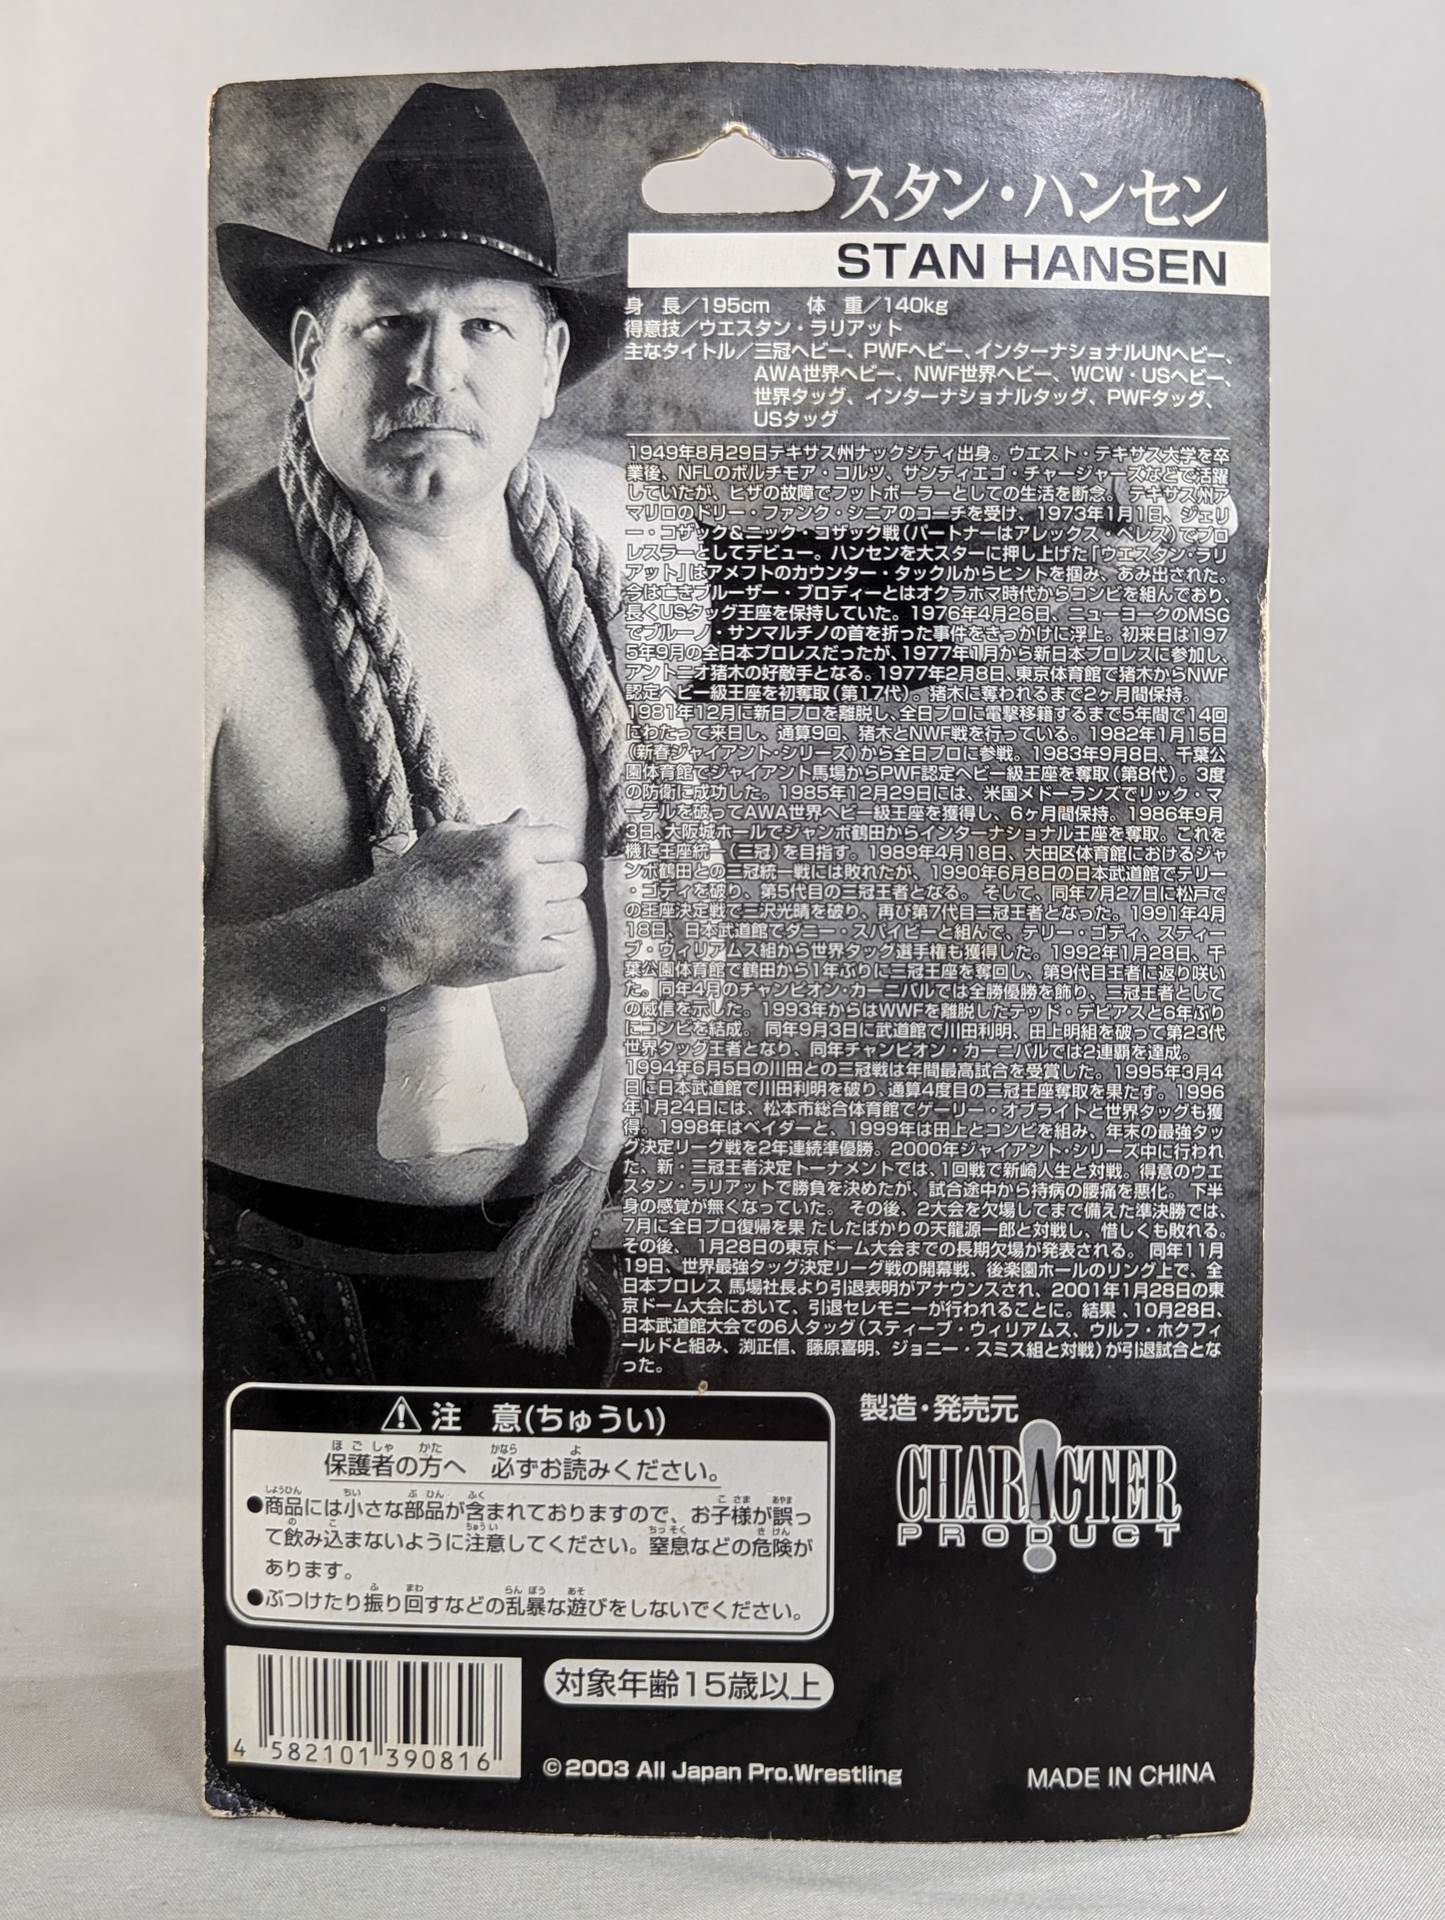 スタン・ハンセン
STAN HANSEN
身　長／195cm　体　重／140kg
得意技／ウエスタン・ラリアット
主なタイトル／三冠ヘビー、PWFヘビー、インターナショナルUNヘビー、
AWA世界ヘビー、NWF世界ヘビー、WCW・USヘビー、
世界タッグ、インターナショナルタッグ、PWFタッグ、
USタッグ
1949年8月29日テキサス州ナックシティ出身。ウエスト・テキサス大学を卒
業後、NFLのボルチモア・コルツ、サンディエゴ・チャージャーズなどで活躍
していたが、ヒザの故障でフットボーラーとしての生活を断念。テキサス州ア
マリロのドリー・ファンク・シニアのコーチを受け、1973年1月1日、ジェリ
ー・コザック&ニック・コザック戦（パートナーはアレックス・ペレス）でプロ
レスラーとしてデビュー。ハンセンを大スターに押し上げた「ウエスタン・ラリ
アット」はアメフトのカウンター・タックルからヒントを掴み、あみ出された。
今は亡きブルーザー・ブロディーとはオクラホマ時代からコンビを組んでおり、
長くUSタッグ王座を保持していた。1976年4月26日、ニューヨークのMSG
でブルーノ・サンマルチノの首を折った事件をきっかけに浮上。初来日は197
5年9月の全日本プロレスだったが、1977年1月から新日本プロレスに参加し、
アントニオ猪木の好敵手となる。1977年2月8日、東京体育館で猪木からNWF
認定ヘビー級王座を初奪取（第17代）。猪木に奪われるまで2ヶ月間保持。
1981年12月に新日プロを離脱し、全日プロに電撃移籍するまで5年間で14回
にわたって来日し、通算9回、猪木とNWF戦を行っている。1982年1月15日
（新春ジャイアント・シリーズ）から全日プロに参戦。1983年9月8日、千葉公
園体育館でジャイアント馬場からPWF認定ヘビー級王座を奪取（第8代）。3度
の防衛に成功した。1985年12月29日には、米国メドーランズでリック・マ
ーテルを破ってAWA世界ヘビー級王座を獲得し、6ヶ月間保持。1986年9月
3日、大阪城ホールでジャンボ鶴田からインターナショナル王座を奪取。これを
機に王座統一（三冠）を目指す。1989年4月18日、大田区体育館におけるジャ
ンボ鶴田との三冠統一戦には敗れたが、1990年6月8日の日本武道館でテリー
・ゴディを破り、第5代目の三冠王者となる。そして、同年7月27日に松戸で
の王座決定戦で三沢光晴を破り、再び第7代目三冠王者となった。1991年4月
18日、日本武道館でダニー・スパイビーと組んで、テリー・ゴディ、スティー
ブ・ウィリアムス組から世界タッグ選手権も獲得した。1992年1月28日、千
葉公園体育館で鶴田から1年ぶりに三冠王座を奪回し、第9代目王者に返り咲い
た。同年4月のチャンピオン・カーニバルでは全勝優勝を飾り、三冠王者として
の威信を示した。1993年からはWWFを離脱したテッド・デビアスと6年ぶり
にコンビを結成。同年9月3日に武道館で川田利明、田上明組を破って第23代
世界タッグ王者となり、同年チャンピオン・カーニバルでは2連覇を達成。
1994年6月5日の川田との三冠戦は年間最高試合を受賞した。1995年3月4
日に日本武道館で川田利明を破り、通算4度目の三冠王座奪取を果たす。1996
年1月24日には、松本市総合体育館でゲーリー・オブライトと世界タッグも獲
得。1998年はベイダーと、1999年は田上とコンビを組み、年末の最強タッ
グ決定リーグ戦を2年連続準優勝。2000年ジャイアント・シリーズ中に行われ
た、新・三冠王者決定トーナメントでは、1回戦で新崎人生と対戦。得意のウエ
スタン・ラリアットで勝負を決めたが、試合途中から持病の腰痛を悪化。下半
身の感覚が無くなっていた。その後、2大会を欠場してまで備えた準決勝では、
7月に全日プロ復帰を果 たしたばかりの天龍源一郎と対戦し、惜しくも敗れる。
その後、1月28日の東京ドーム大会までの長期欠場が発表される。同年11月
19日、世界最強タッグ決定リーグ戦の開幕戦、後楽園ホールのリング上で、全
日本プロレス 馬場社長より引退表明がアナウンスされ、2001年1月28日の東
京ドーム大会において、引退セレモニーが行われることに。結果、10月28日、
日本武道館大会での6人タッグ（スティーブ・ウィリアムス、ウルフ・ホクフィ
ールドと組み、渕正信、藤原喜明、ジョニー・スミス組と対戦）が引退試合とな
った。
注　意（ちゅうい）
保護者の方へ　必ずお読みください。
●商品には小さな部品が含まれておりますので、お子様が誤っ
て飲み込まないように注意してください。窒息などの危険が
あります。
●ぶつけたり振り回すなどの乱暴な遊びをしないでください。
製造・発売元
CHARACTER
PRODUCT
対象年齢15歳以上
4 582101 390816
©2003 All Japan Pro.Wrestling
MADE IN CHINA